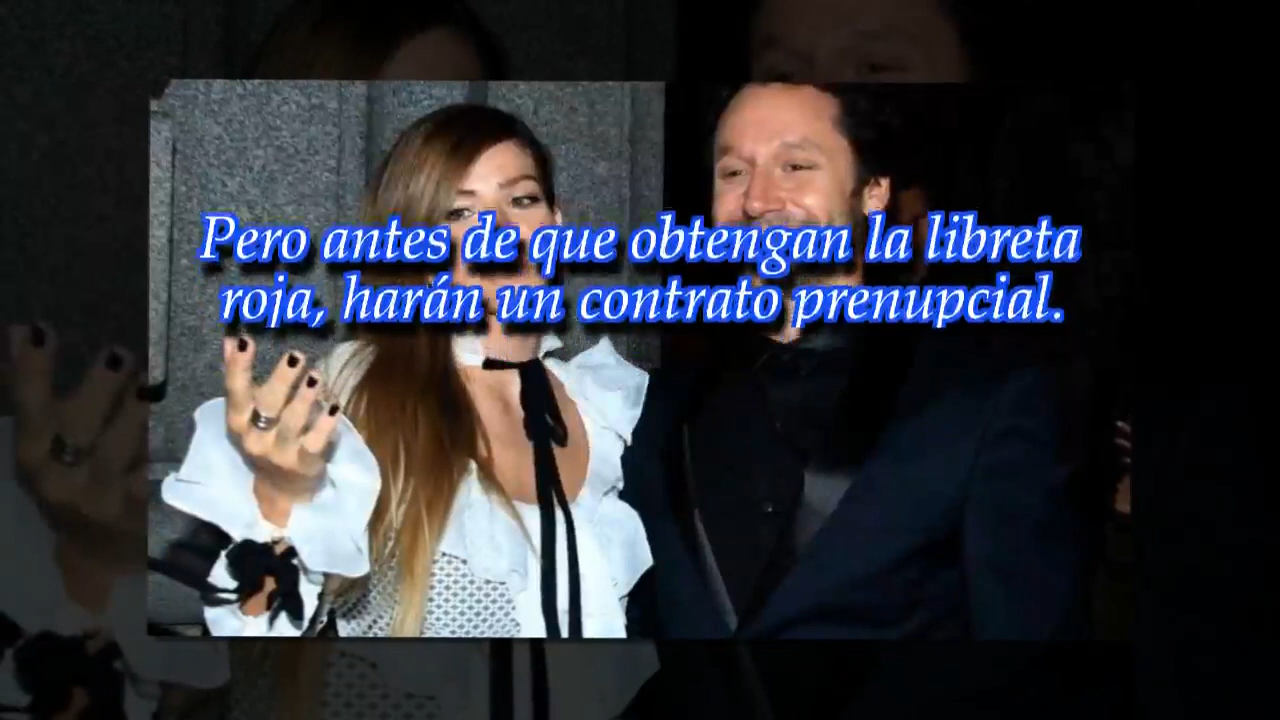 Pero antes de que obtengan la libreta
roja, harán un contrato prenupcial.